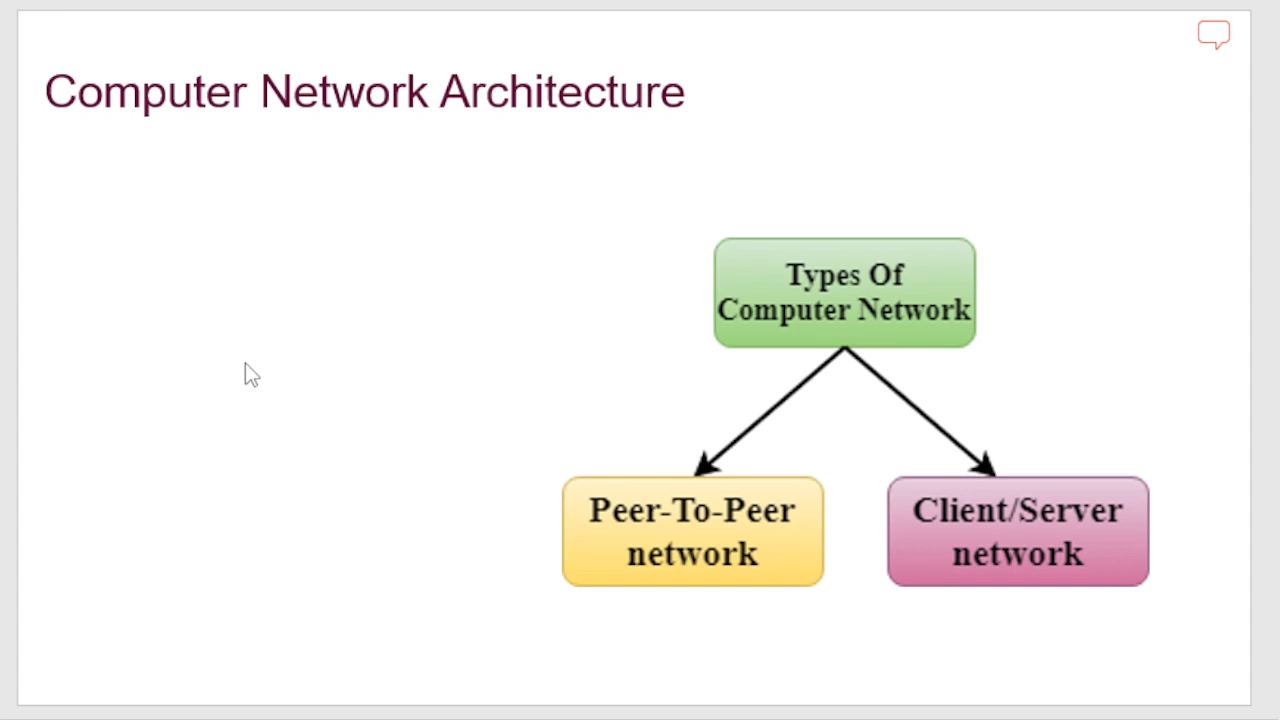 Computer Network Architecture
Types Of
Computer Network
Peer-To-Peer
network
Client/Server
network